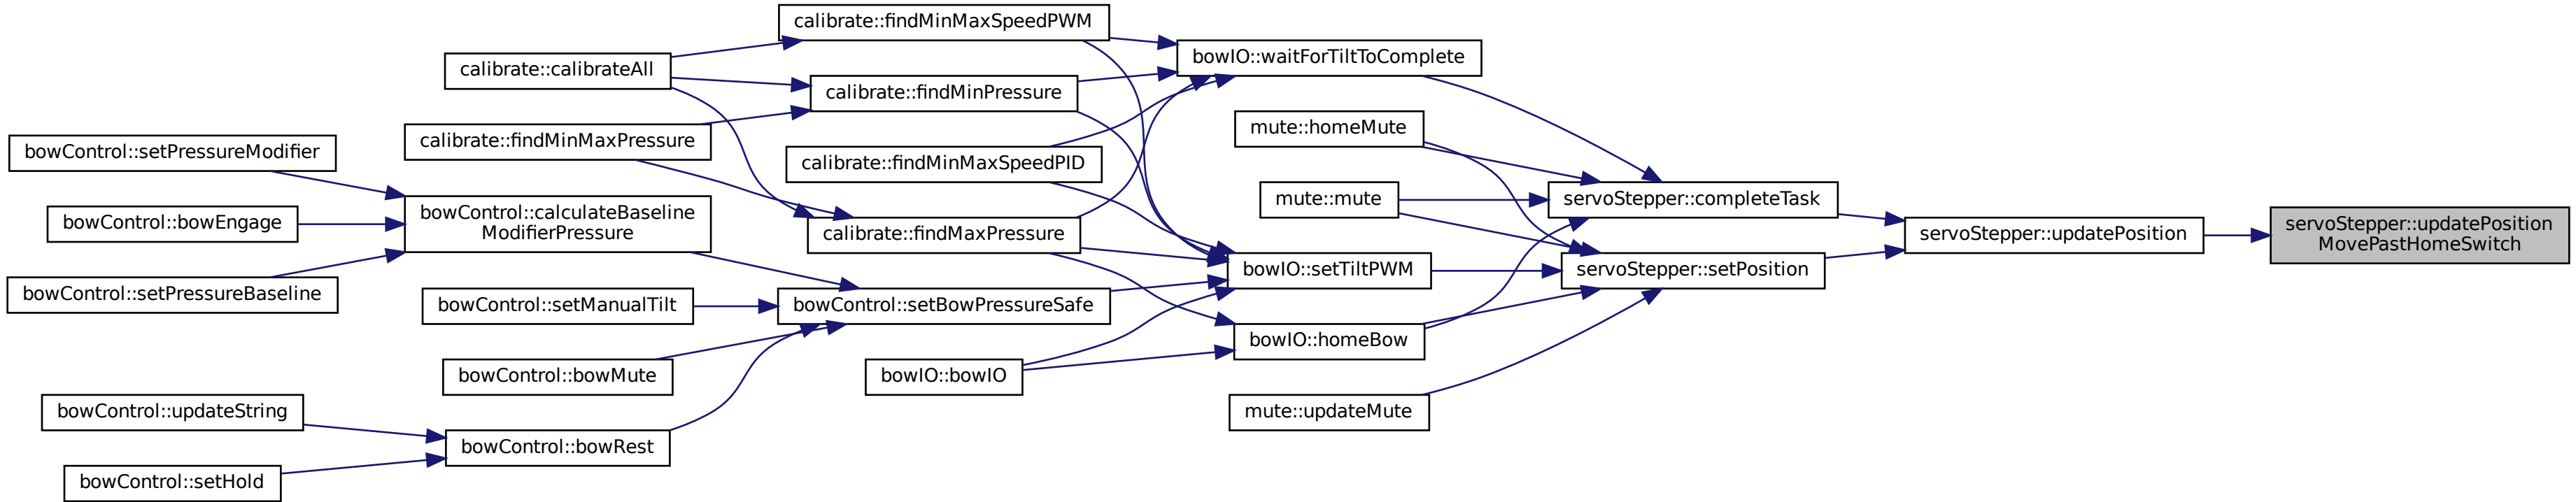 calibrate::findMinMaxSpeedPWM
bowIO::waitForTiltToComplete
calibrate::calibrateAll
calibrate::findMinPressure
mute::homeMute
calibrate::findMinMaxPressure
bowControl::setPressureModifier
calibrate::findMinMaxSpeedPID
mute::mute
servoStepper::completeTask
bowControl::calculateBaseline
ModifierPressure
bowControl::bowEngage
calibrate::findMaxPressure
servoStepper::updatePosition
servoStepper::updatePosition
MovePastHomeSwitch
bowIO::setTiltPWM
servoStepper::setPosition
bowControl::setPressureBaseline
bowControl::setManualTilt
bowControl::setBowPressureSafe
bowIO::homeBow
bowControl::bowMute
bowIO::bowIO
bowControl::updateString
mute::updateMute
bowControl::bowRest
bowControl::setHold